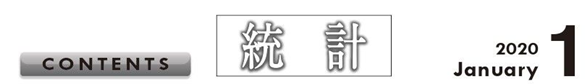 CONTENTS
統 計
2020
January
1